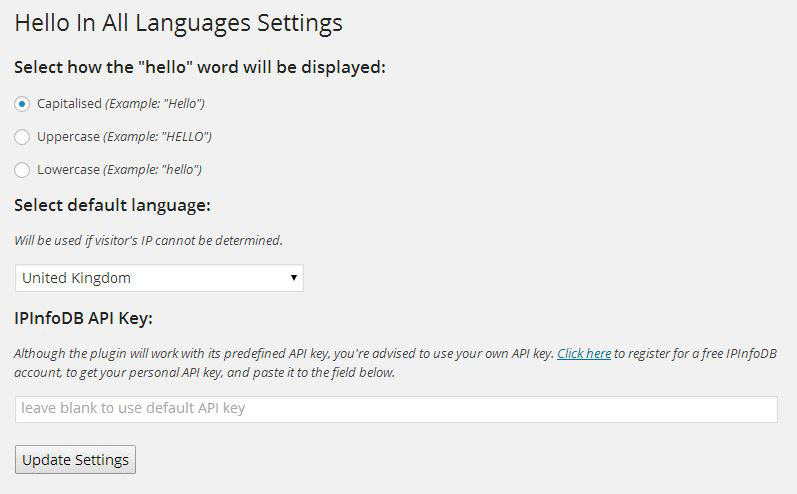 Hello In All Languages Settings
Select how the "hello" word will be displayed:
Capitalised (Example: "Hello")
Uppercase (Example: "HELLO")
Lowercase (Example: "hello")
Select default language:
Will be used if visitor's IP cannot be determined.
United Kingdom
IPInfoDB API Key:
Although the plugin will work with its predefined API key, you're advised to use your own API key. Click here to register for a free IPInfoDB
account, to get your personal API key, and paste it to the field below.
leave blank to use default API key
Update Settings